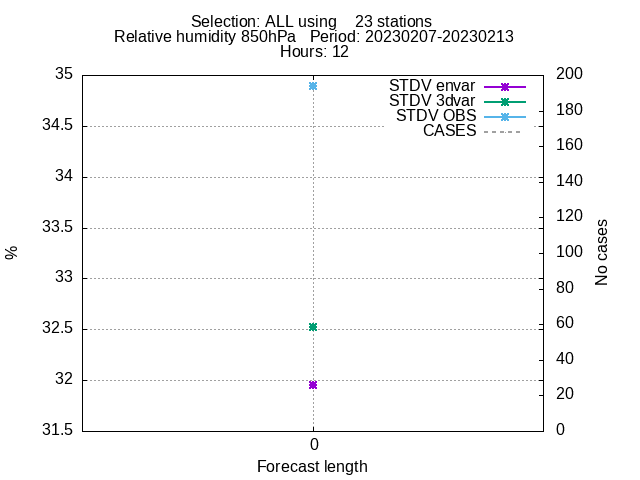 Selection: ALL using    23 stations
Relative humidity 850hPa   Period: 20230207-20230213
Hours: 12
35
200
STDV envar
STDV 3dvar
STDV OBS
CASES
180
34.5
160
34
140
33.5
120
%
No cases
100
33
80
32.5
60
40
32
20
31.5
0
0
Forecast length